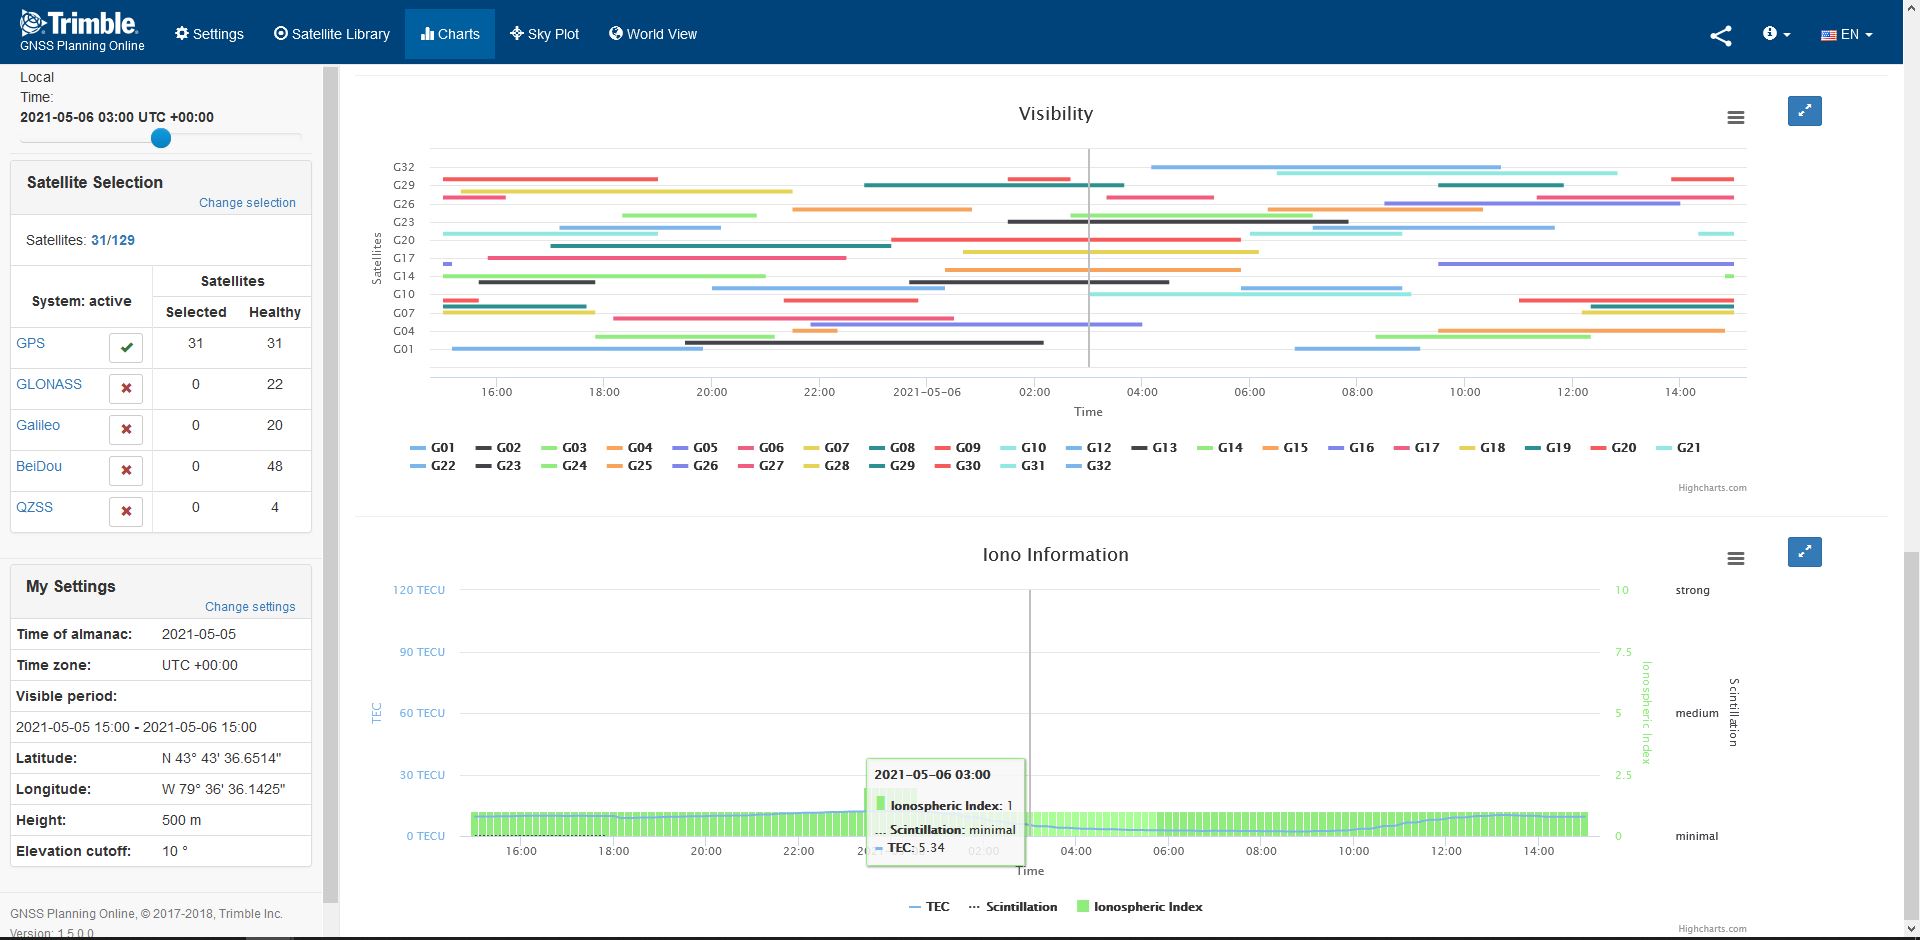 Trimble.
GNSS Planning Online
Settings
Satellite Library
Charts
Sky Plot
World View
EN
Local
Time:
2021-05-06 03:00 UTC +00:00
Satellite Selection
Change selection
Satellites: 31/129
System: active
Satellites
Selected Healthy
GPS 31 31
GLONASS 0 22
Galileo 0 20
BeiDou 0 48
QZSS 0 4
My Settings
Change settings
Time of almanac: 2021-05-05
Time zone: UTC +00:00
Visible period:
2021-05-05 15:00 - 2021-05-06 15:00
Latitude: N 43° 43' 36.6514"
Longitude: W 79° 36' 36.1425"
Height: 500 m
Elevation cutoff: 10 °
GNSS Planning Online, © 2017-2018, Trimble Inc.
Version: 1.5.0.0
Visibility
Satellites
G32
G29
G26
G23
G20
G17
G14
G10
G07
G04
G01
16:00 18:00 20:00 22:00 2021-05-06 02:00 04:00 06:00 08:00 10:00 12:00 14:00
Time
G01 G02 G03 G04 G05 G06 G07 G08 G09 G10 G12 G13 G14 G15 G16 G17 G18 G19 G20 G21
G22 G23 G24 G25 G26 G27 G28 G29 G30 G31 G32
Highcharts.com
Iono Information
120 TECU 10 strong
90 TECU 7.5
60 TECU 5 medium
30 TECU 2.5
0 TECU 0 minimal
TEC
Ionospheric Index
Scintillation
2021-05-06 03:00
Ionospheric Index: 1
Scintillation: minimal
TEC: 5.34
16:00 18:00 20:00 22:00 02:00 04:00 06:00 08:00 10:00 12:00 14:00
Time
TEC Scintillation Ionospheric Index
Highcharts.com